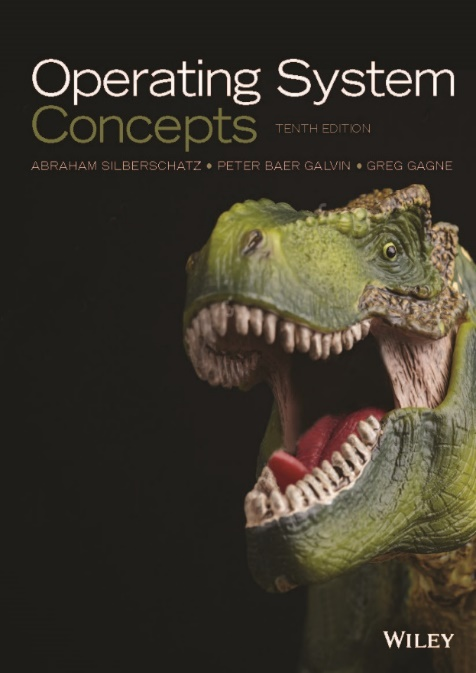 Operating System
Concepts TENTH EDITION
ABRAHAM SILBERSCHATZ • PETER BAER GALVIN • GREG GAGNE
WILEY